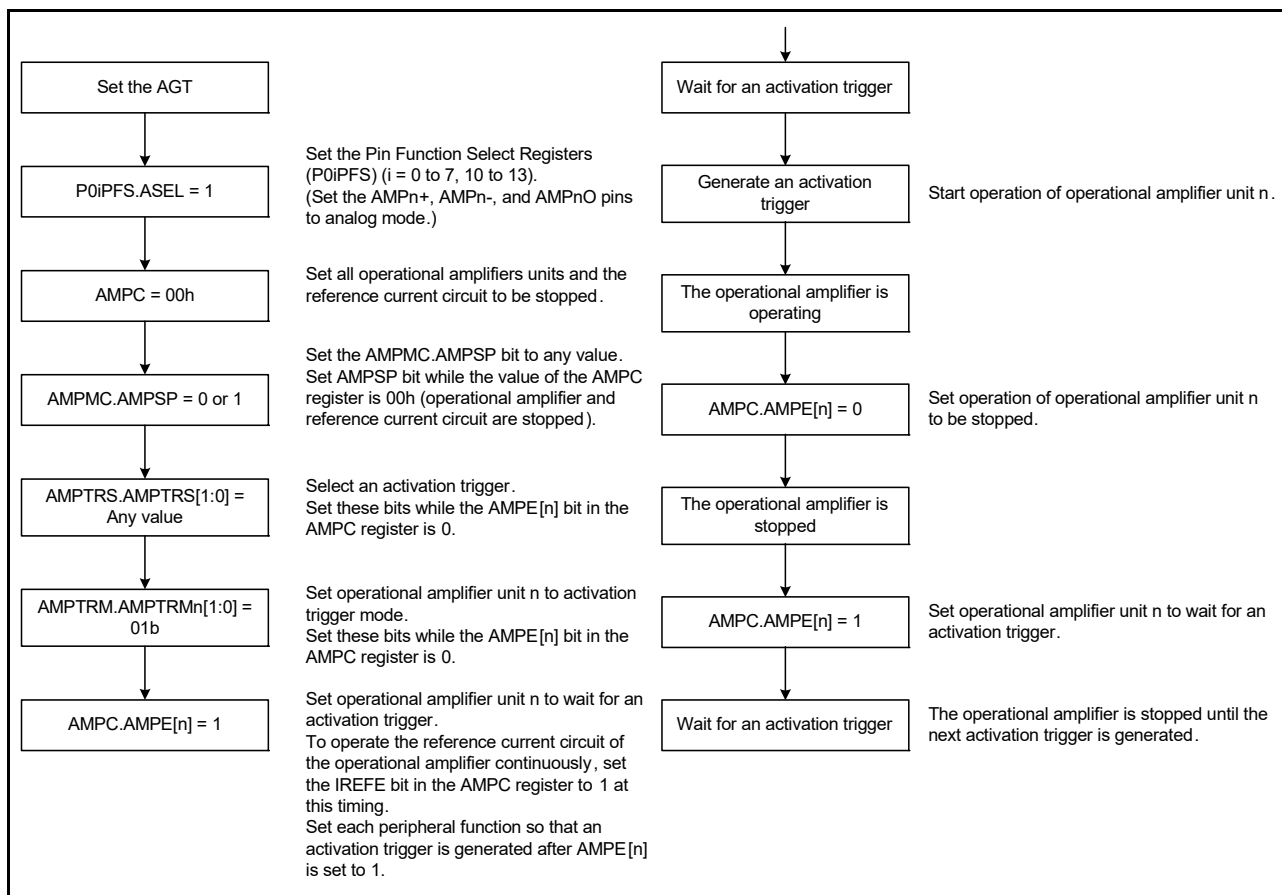 Set the AGT
P0iPFS.ASEL = 1
Set the Pin Function Select Registers
(P0iPFS) (i = 0 to 7, 10 to 13).
(Set the AMPn+, AMPn-, and AMPnO pins
to analog mode.)
AMPC = 00h
Set all operational amplifiers units and the
reference current circuit to be stopped.
AMPMC.AMPSP = 0 or 1
Set the AMPMC.AMPSP bit to any value.
Set AMPSP bit while the value of the AMPC
register is 00h (operational amplifier and
reference current circuit are stopped).
AMPTRS.AMPTRS[1:0] =
Any value
Select an activation trigger.
Set these bits while the AMPE[n] bit in the
AMPC register is 0.
AMPTRM.AMPTRMn[1:0] =
01b
Set operational amplifier unit n to activation
trigger mode.
Set these bits while the AMPE[n] bit in the
AMPC register is 0.
AMPC.AMPE[n] = 1
Set operational amplifier unit n to wait for an
activation trigger.
To operate the reference current circuit of
the operational amplifier continuously, set
the IREFE bit in the AMPC register to 1 at
this timing.
Set each peripheral function so that an
activation trigger is generated after AMPE[n]
is set to 1.
Wait for an activation trigger
Generate an activation
trigger
Start operation of operational amplifier unit n.
The operational amplifier is
operating
AMPC.AMPE[n] = 0
Set operation of operational amplifier unit n
to be stopped.
The operational amplifier is
stopped
AMPC.AMPE[n] = 1
Set operational amplifier unit n to wait for an
activation trigger.
Wait for an activation trigger
The operational amplifier is stopped until the
next activation trigger is generated.